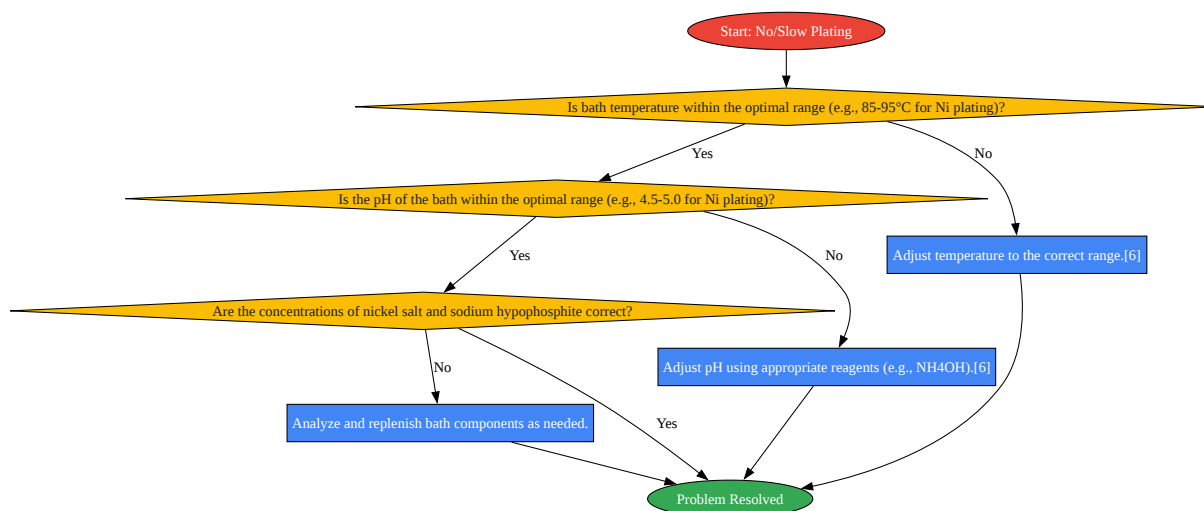 Start: No/Slow Plating
Is bath temperature within the optimal range (e.g., 85-95°C for Ni plating)?
Yes
No
Is the pH of the bath within the optimal range (e.g., 4.5-5.0 for Ni plating)?
Yes
No
Adjust temperature to the correct range.[6]
Are the concentrations of nickel salt and sodium hypophosphite correct?
No
Adjust pH using appropriate reagents (e.g., NH4OH).[6]
Analyze and replenish bath components as needed.
Yes
Problem Resolved